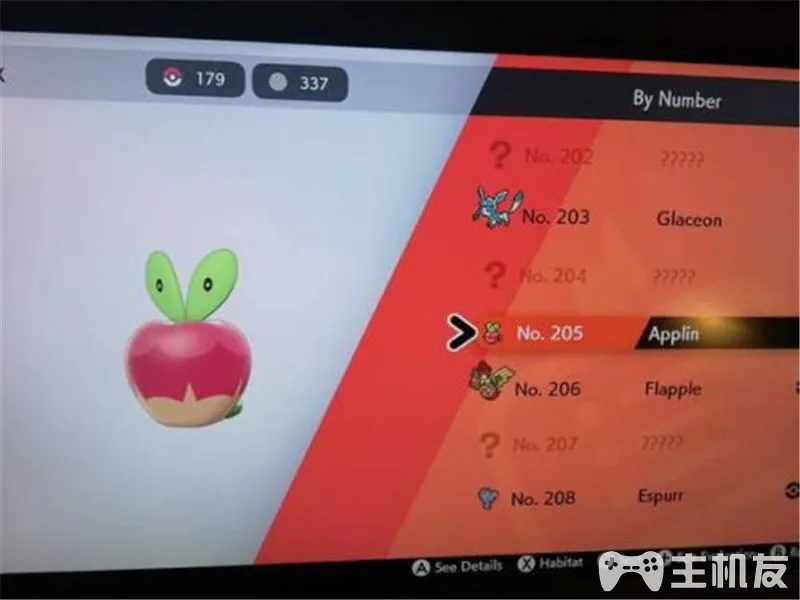 179
337
By Number
? No. 202 ?????
No. 203 Glaceon
? No. 204 ?????
No. 205 Applin
No. 206 Flapple
? No. 207 ?????
No. 208 Espurr
A See Details X Habitat
主机友